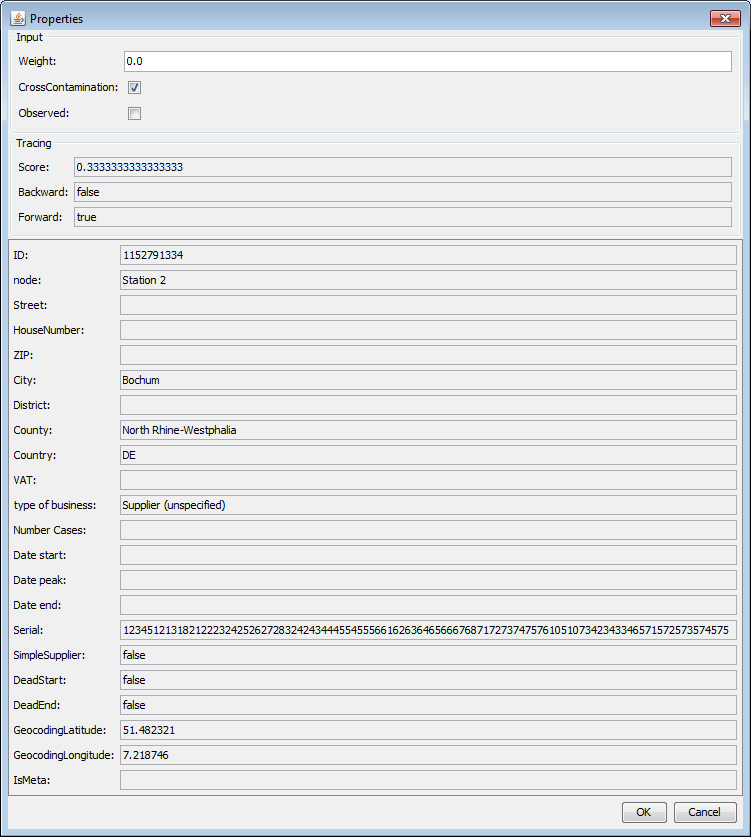 Properties
Input
Weight: 0.0
CrossContamination:
Observed:
Tracing
Score: 0.3333333333333333
Backward: false
Forward: true
ID: 1152791334
node: Station 2
Street:
HouseNumber:
ZIP:
City: Bochum
District:
County: North Rhine-Westphalia
Country: DE
VAT:
type of business: Supplier (unspecified)
Number Cases:
Date start:
Date peak:
Date end:
Serial: 1234512131821222324252627283242434445545556616263646566676871727374757610510734234334657157257357457​5
SimpleSupplier: false
DeadStart: false
DeadEnd: false
GeocodingLatitude: 51.482321
GeocodingLongitude: 7.218746
IsMeta:
OK Cancel